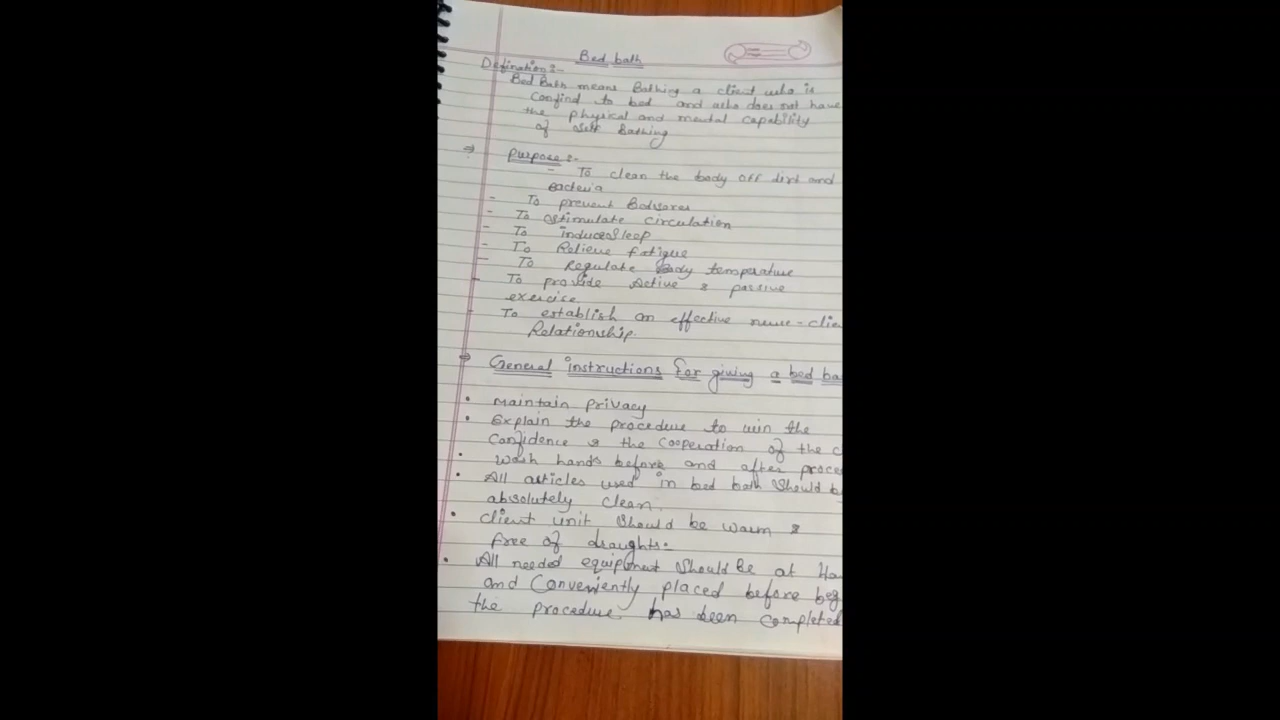 Bed bath
Defination:-
Bed Bath means Bathing a client who is
confind to bed and who does not have
the physical and mendal capability
of self Bathing
⇒ Purpose:-
- To clean the body off dirt and
Bacteria
- To prevent Bedsores
- To stimulate circulation
- To induce sleep
- To Relieve fatigue
- To Regulate Body temperature
- To provide Active & passive
exercise
- To establish an effective nurse - clie
Relationship.
⇒ General instructions for giving a bed ba
• Maintain privacy
• Explain the procedure to win the
confidence & the cooperation of the c
• Wash hands before and after proce
• All articles used in bed bath Should b
absolutely clean.
• Client unit Should be warm &
free of draughts:-
• All needed equipment Should Be at Ha
and Conveniently placed before beg
the procedure has been completed